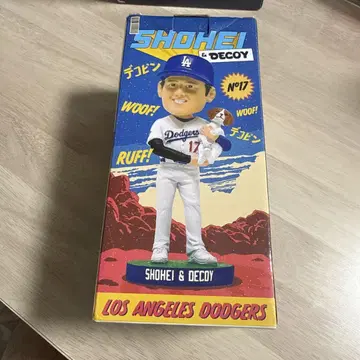 SHOHEI
& DECOY
デコピン
Nº17
WOOF!
WOOF!
デコピン
RUFF!
LA
Dodgers
17
SHOHEI & DECOY
LOS ANGELES DODGERS